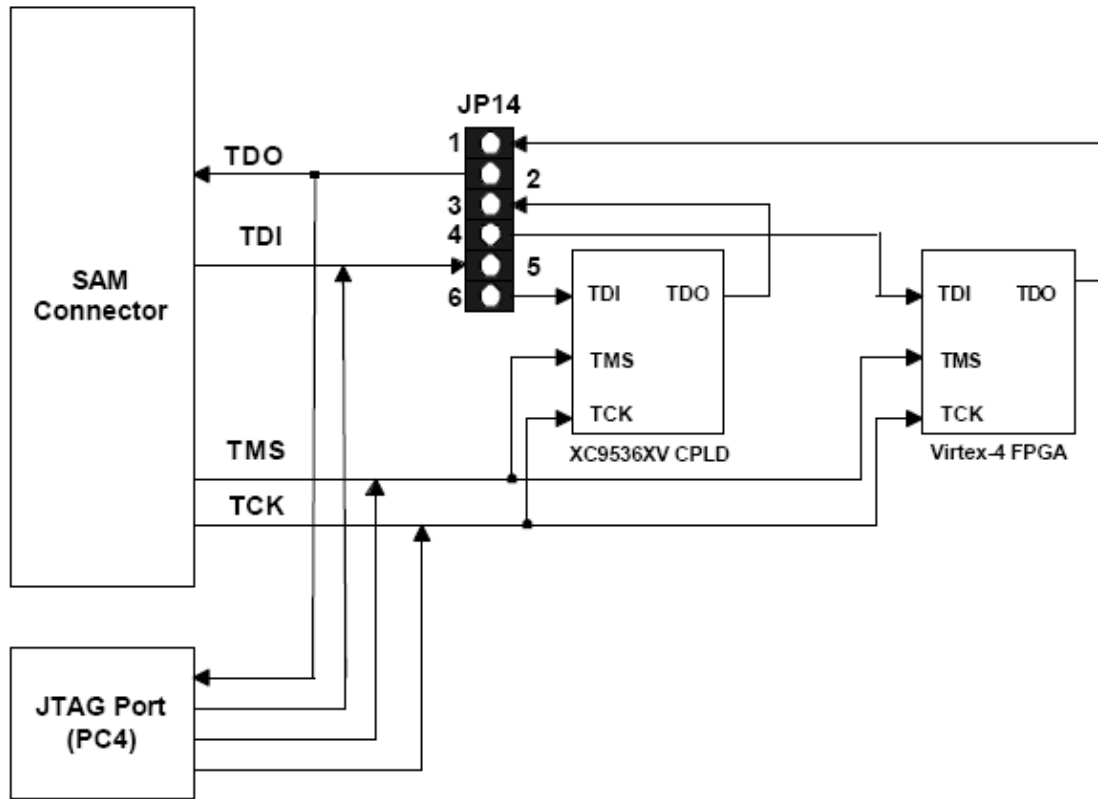 JP14
1
TDO
2
3
TDI
4
5
6
SAM
Connector
TDI TDO
TMS
TCK
XC9536XV CPLD
TDI TDO
TMS
TCK
Virtex-4 FPGA
TMS
TCK
JTAG Port
(PC4)